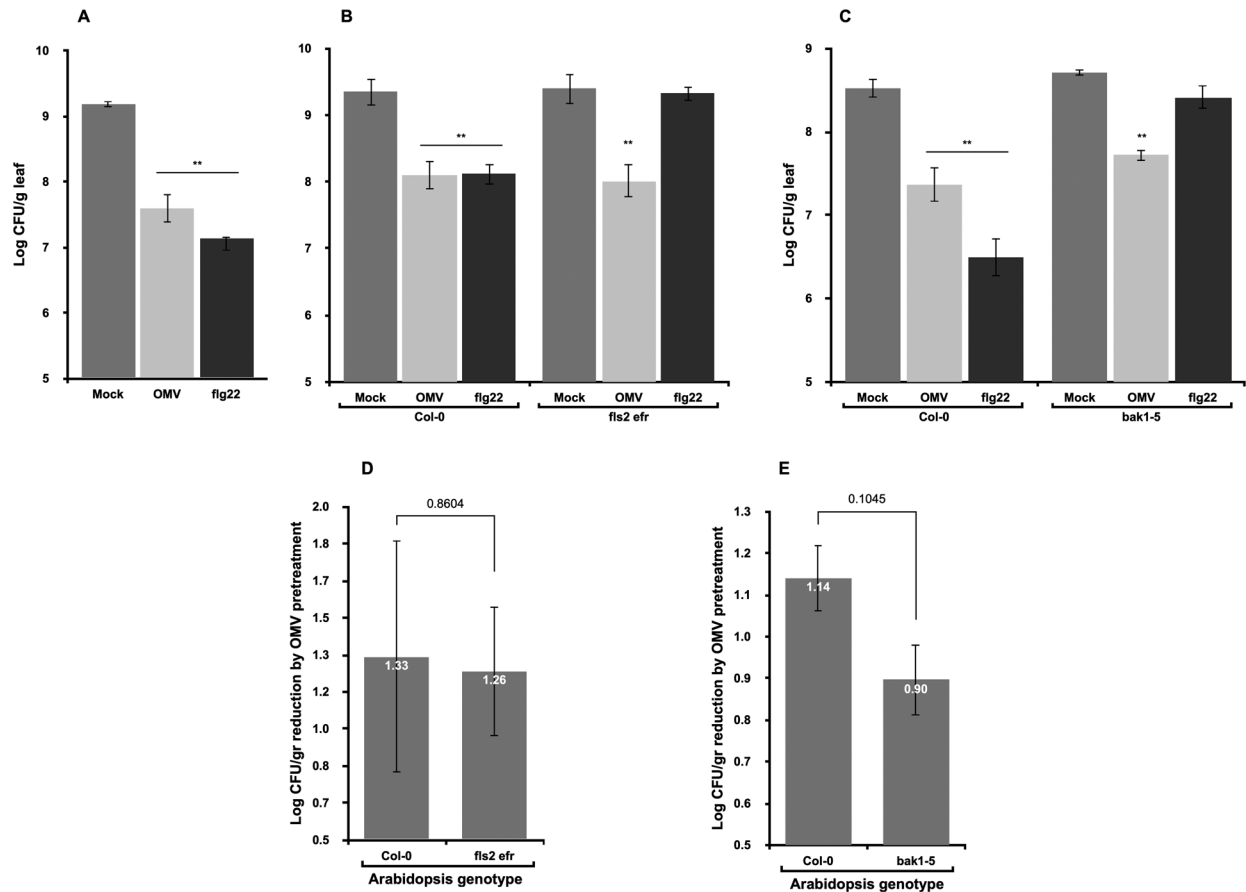 A
Log CFU/g leaf
10
9
8
7
6
5
**
Mock OMV flg22
B
10
9
8
7
6
5
**
**
Mock OMV flg22 Mock OMV flg22
Col-0 fls2 efr
C
Log CFU/g leaf
9
8
7
6
5
**
**
Mock OMV flg22 Mock OMV flg22
Col-0 bak1-5
D
Log CFU/gr reduction by OMV pretreatment
2.0
1.8
1.7
1.5
1.3
1.2
1.0
0.8
0.7
0.5
0.8604
1.33
1.26
Col-0 fls2 efr
Arabidopsis genotype
E
Log CFU/gr reduction by OMV pretreatment
1.3
1.2
1.1
1.1
1.0
0.9
0.8
0.7
0.6
0.5
0.1045
1.14
0.90
Col-0 bak1-5
Arabidopsis genotype